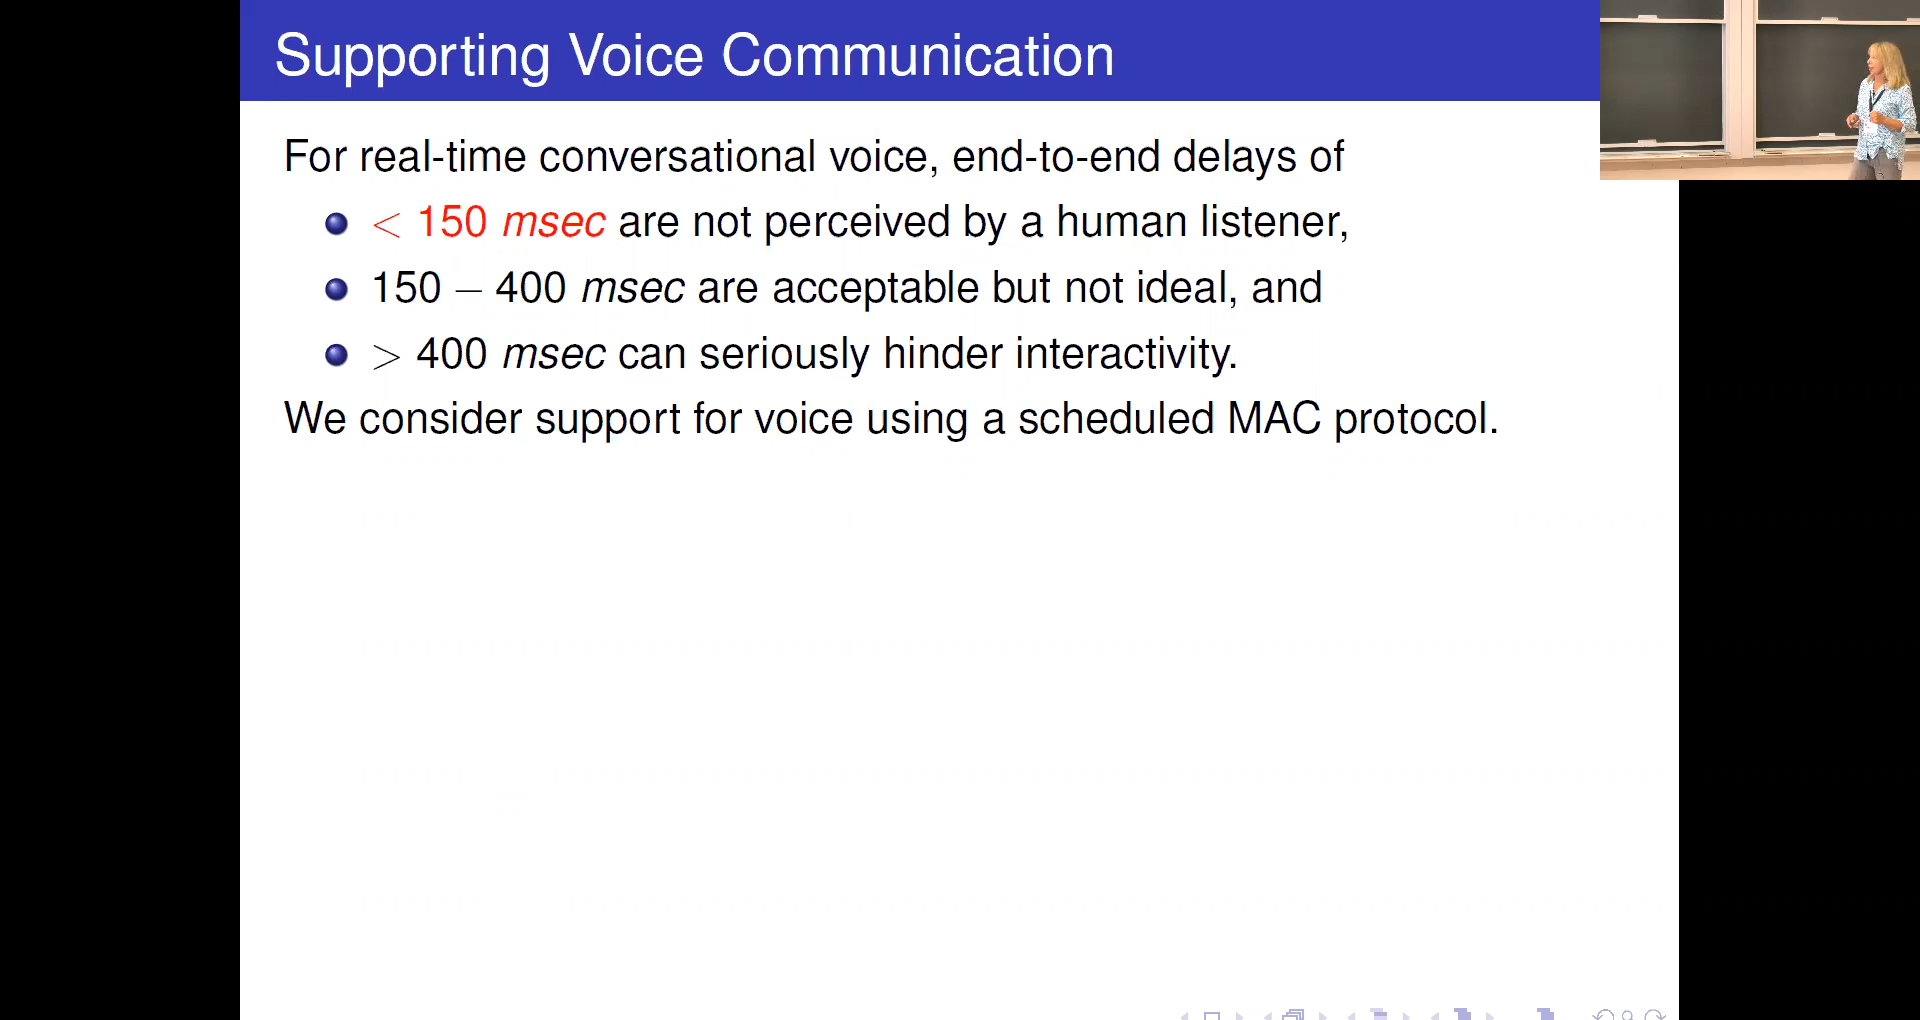 Supporting Voice Communication
For real-time conversational voice, end-to-end delays of
< 150 msec are not perceived by a human listener,
150 – 400 msec are acceptable but not ideal, and
> 400 msec can seriously hinder interactivity.
We consider support for voice using a scheduled MAC protocol.